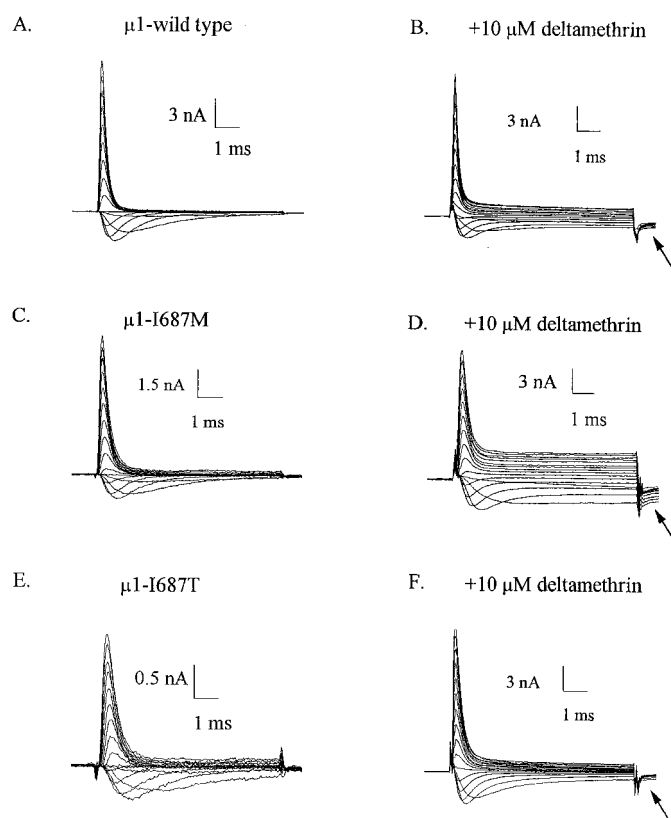 A.
μ1-wild type
3 nA
1 ms
B.
+10 μM deltamethrin
3 nA
1 ms
C.
μ1-I687M
1.5 nA
1 ms
D.
+10 μM deltamethrin
3 nA
1 ms
E.
μ1-I687T
0.5 nA
1 ms
F.
+10 μM deltamethrin
3 nA
1 ms